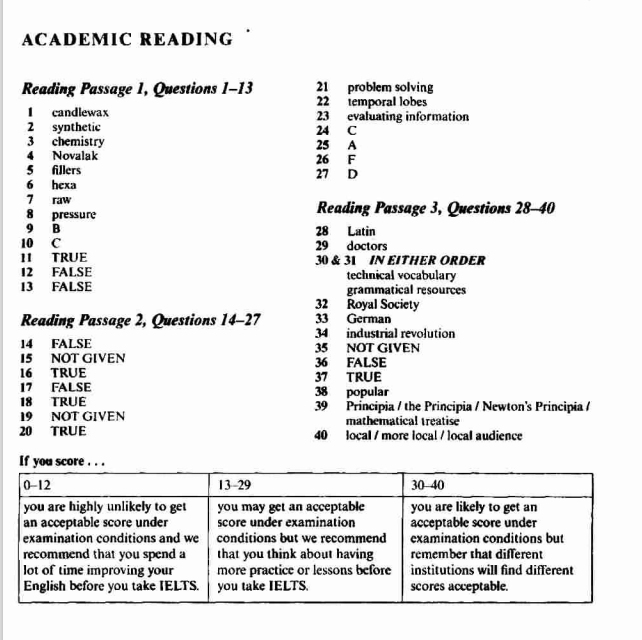 ACADEMIC READING
Reading Passage 1, Questions 1–13
1 candlewax
2 synthetic
3 chemistry
4 Novalak
5 fillers
6 hexa
7 raw
8 pressure
9 B
10 C
11 TRUE
12 FALSE
13 FALSE
Reading Passage 2, Questions 14–27
14 FALSE
15 NOT GIVEN
16 TRUE
17 FALSE
18 TRUE
19 NOT GIVEN
20 TRUE
21 problem solving
22 temporal lobes
23 evaluating information
24 C
25 A
26 F
27 D
Reading Passage 3, Questions 28–40
28 Latin
29 doctors
30 & 31 IN EITHER ORDER
technical vocabulary
grammatical resources
32 Royal Society
33 German
34 industrial revolution
35 NOT GIVEN
36 FALSE
37 TRUE
38 popular
39 Principia / the Principia / Newton's Principia /
mathematical treatise
40 local / more local / local audience
If you score . . .
0–12
you are highly unlikely to get
an acceptable score under
examination conditions and we
recommend that you spend a
lot of time improving your
English before you take IELTS.
13–29
you may get an acceptable
score under examination
conditions but we recommend
that you think about having
more practice or lessons before
you take IELTS.
30–40
you are likely to get an
acceptable score under
examination conditions but
remember that different
institutions will find different
scores acceptable.